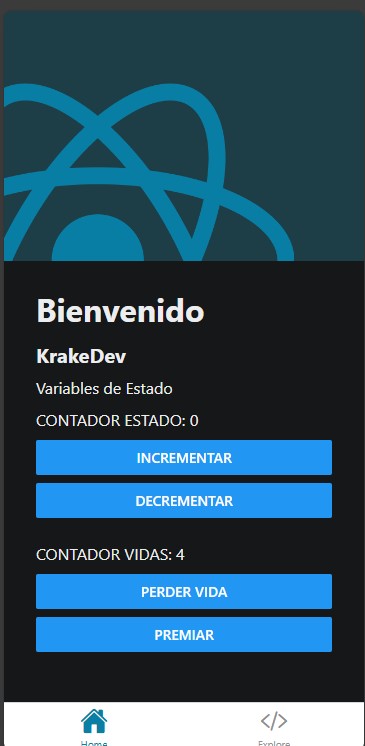 Bienvenido
KrakeDev
Variables de Estado
CONTADOR ESTADO: 0
INCREMENTAR
DECREMENTAR
CONTADOR VIDAS: 4
PERDER VIDA
PREMIAR
Home
Explore